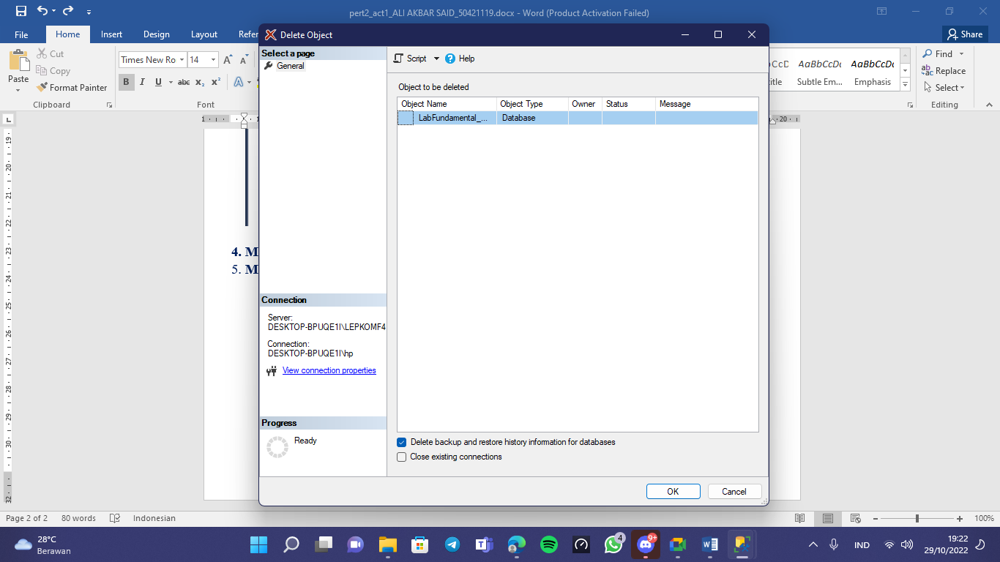 pert2_act1_ALI AKBAR SAID_50421119.docx - Word (Product Activation Failed)
File Home Insert Design Layout Refer
Share
Paste
Cut
Copy
Format Painter
Clipboard
Times New Ro 14
B I U abc x₂ x²
Font
AaBbCcDc AaBbCcDc
Subtle Em... Emphasis
Find
Replace
Select
Editing
Delete Object
Select a page
General
Script Help
Object to be deleted
Object Name Object Type Owner Status Message
LabFundamental_... Database
Connection
Server:
DESKTOP-BPUQE1I\LEPKOMF4
Connection:
DESKTOP-BPUQE1I\hp
View connection properties
Progress
Ready
Delete backup and restore history information for databases
Close existing connections
OK Cancel
4. M
5. M
Page 2 of 2 80 words Indonesian
100%
28°C
Berawan
4
9+
IND
19:22
29/10/2022